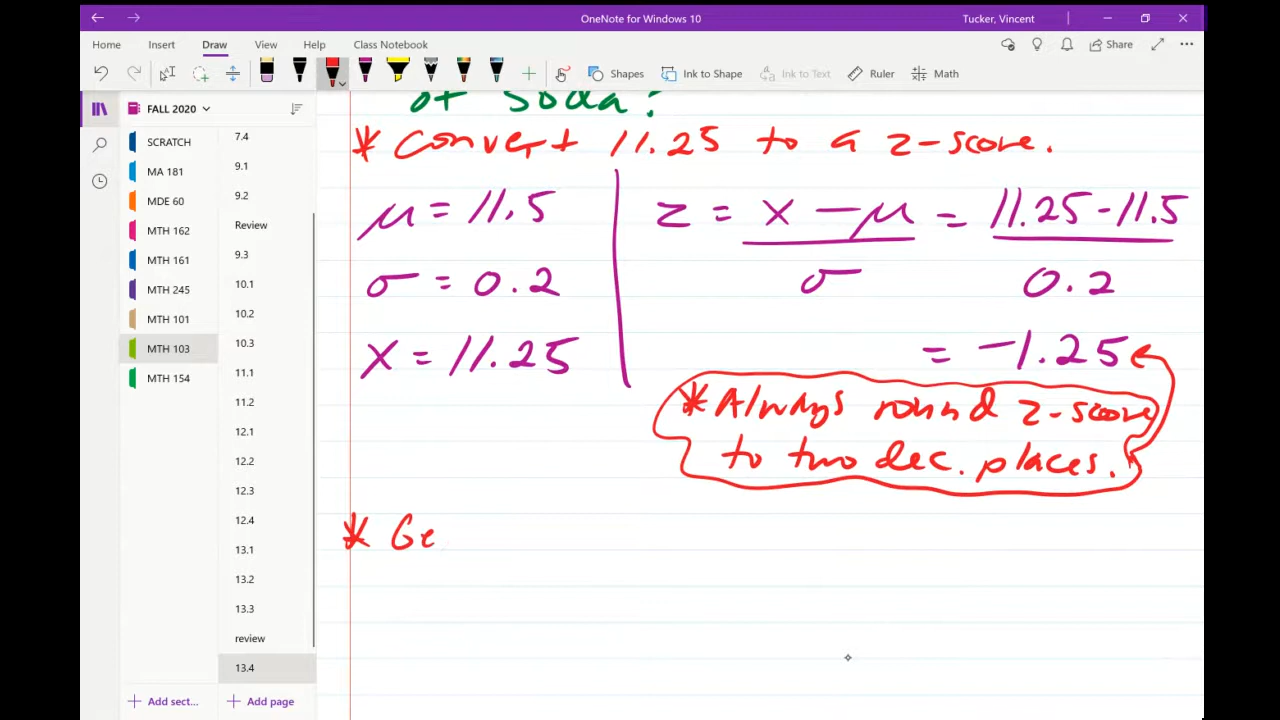 OneNote for Windows 10
Tucker, Vincent
Home Insert Draw View Help Class Notebook
Share
Shapes Ink to Shape Ink to Text Ruler Math
FALL 2020
SCRATCH
MA 181
MDE 60
MTH 162
MTH 161
MTH 245
MTH 101
MTH 103
MTH 154
Add sect...
7.4
9.1
9.2
Review
9.3
10.1
10.2
10.3
11.1
11.2
12.1
12.2
12.3
12.4
13.1
13.2
13.3
review
13.4
Add page
of soda?
* Convert 11.25 to a z-score.
μ = 11.5
σ = 0.2
x = 11.25
z = x - μ = 11.25 - 11.5
σ 0.2
= -1.25
* Always round z-score
to two dec. places.
* Ge